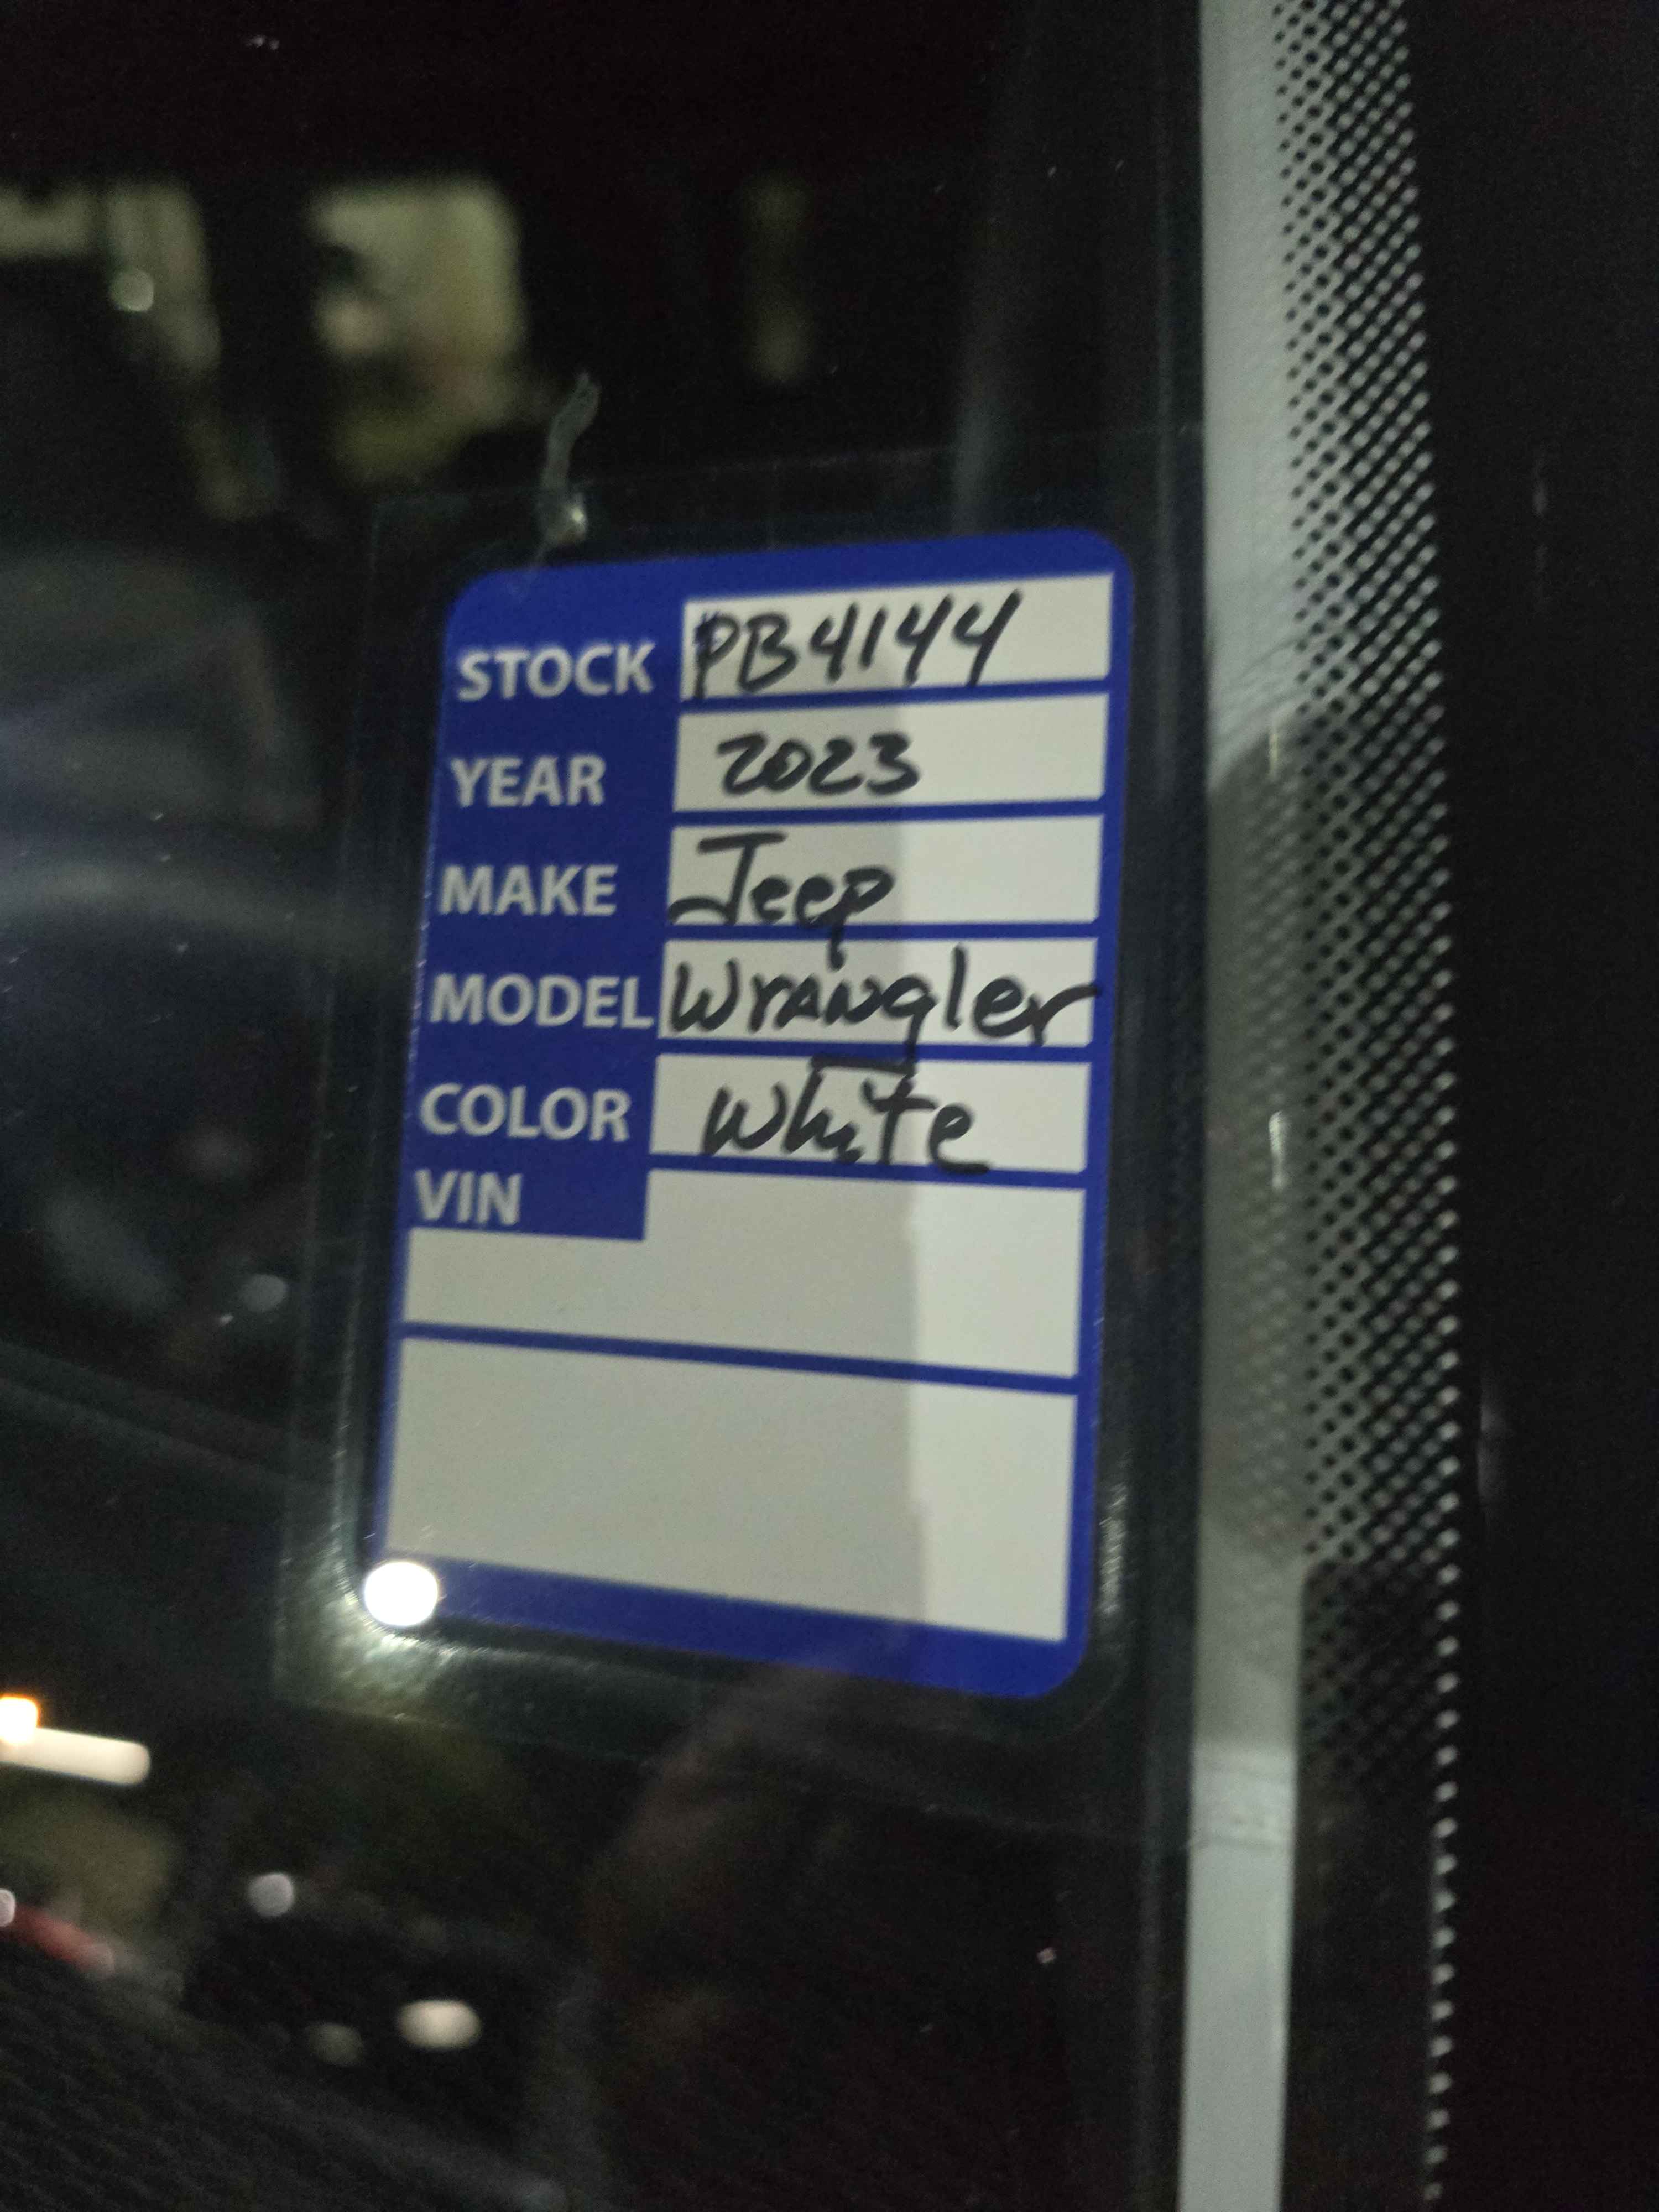 STOCK PB4144
YEAR 2023
MAKE Jeep
MODEL Wrangler
COLOR White
VIN